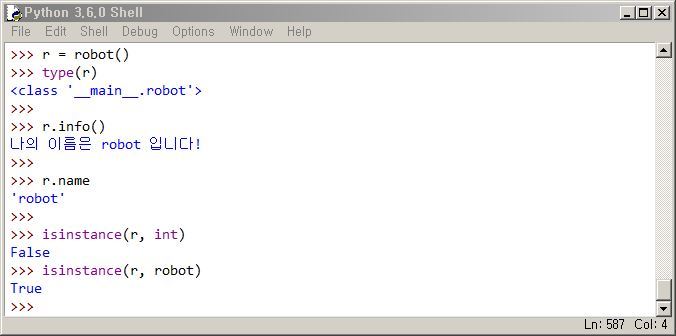 Python 3.6.0 Shell
File Edit Shell Debug Options Window Help
>>> r = robot()
>>> type(r)
<class '__main__.robot'>
>>>
>>> r.info()
나의 이름은 robot 입니다!
>>>
>>> r.name
'robot'
>>>
>>> isinstance(r, int)
False
>>> isinstance(r, robot)
True
>>>
Ln: 587 Col: 4